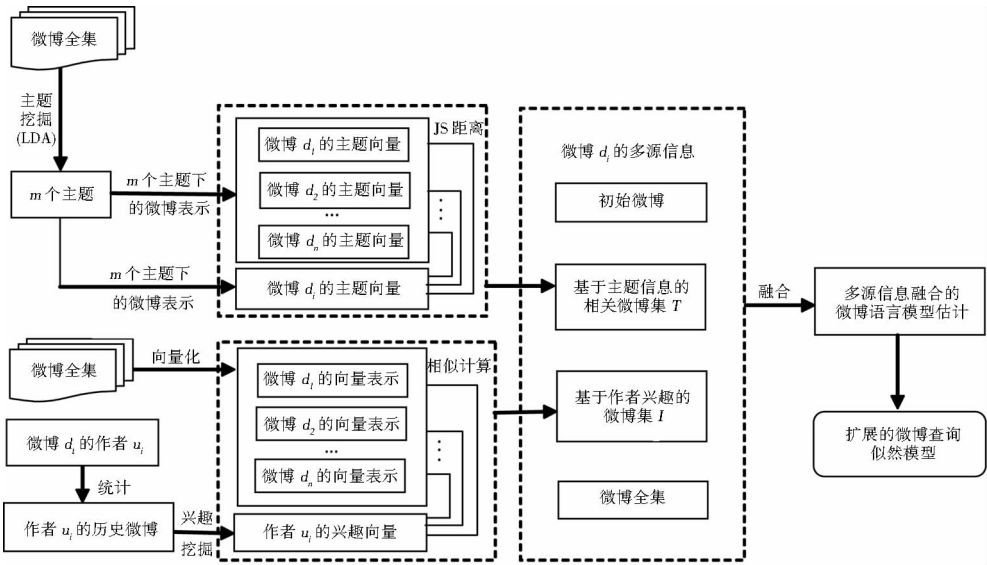 微博全集
主题
挖掘
(LDA)
m 个主题
m 个主题下
的微博表示
m 个主题下
的微博表示
JS 距离
微博 d1 的主题向量
微博 d2 的主题向量
...
微博 dn 的主题向量
微博 di 的主题向量
微博全集
向量化
微博 di 的作者 ui
统计
作者 ui 的历史微博
兴趣
挖掘
相似计算
微博 d1 的向量表示
微博 d2 的向量表示
...
微博 dn 的向量表示
作者 ui 的兴趣向量
微博 di 的多源信息
初始微博
基于主题信息的
相关微博集 T
基于作者兴趣的
微博集 I
微博全集
融合
多源信息融合的
微博语言模型估计
扩展的微博查询
似然模型